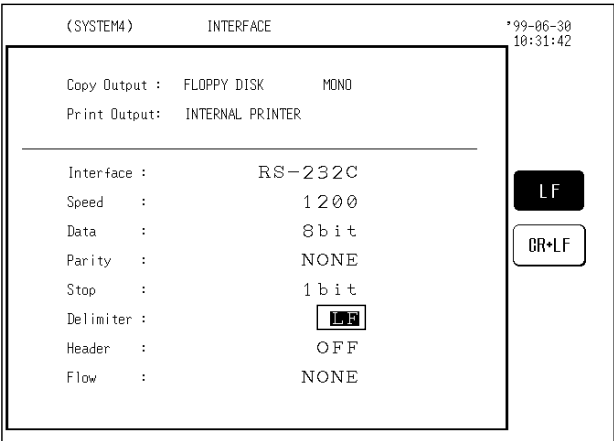 (SYSTEM4) INTERFACE '99-06-30
10:31:42
Copy Output : FLOPPY DISK MONO
Print Output: INTERNAL PRINTER
Interface : RS-232C
Speed : 1200
Data : 8bit
Parity : NONE
Stop : 1bit
Delimiter : LF
Header : OFF
Flow : NONE
LF
CR+LF